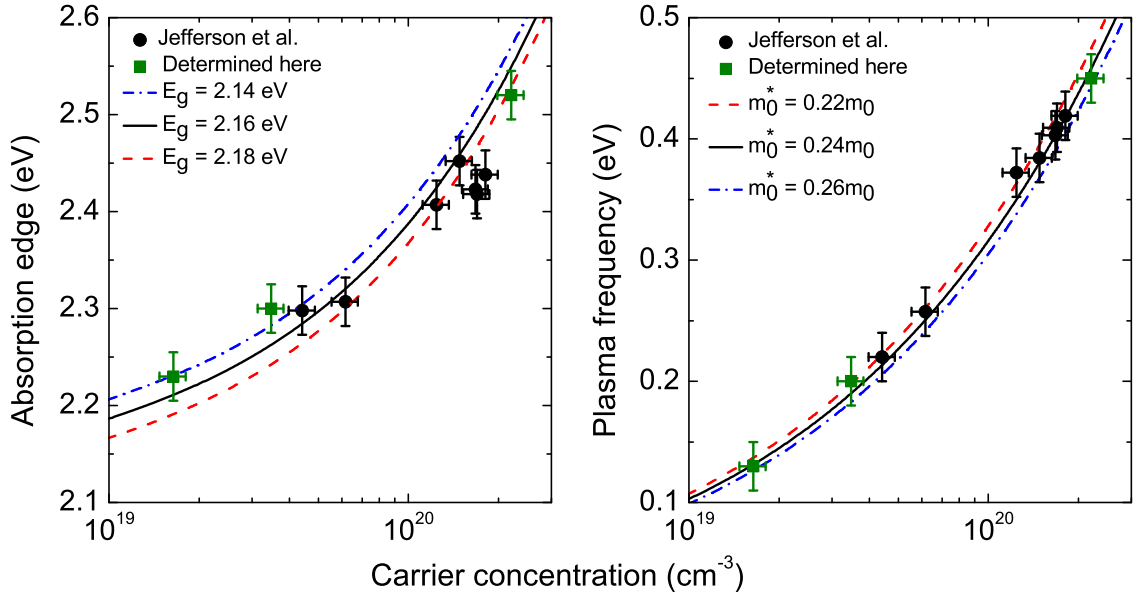 2.6
2.5
2.4
2.3
2.2
2.1
Absorption edge (eV)
Jefferson et al.
Determined here
E_g = 2.14 eV
E_g = 2.16 eV
E_g = 2.18 eV
10^19
10^20
0.5
0.4
0.3
0.2
0.1
Plasma frequency (eV)
Jefferson et al.
Determined here
m_0^* = 0.22m_0
m_0^* = 0.24m_0
m_0^* = 0.26m_0
10^19
10^20
Carrier concentration (cm^-3)